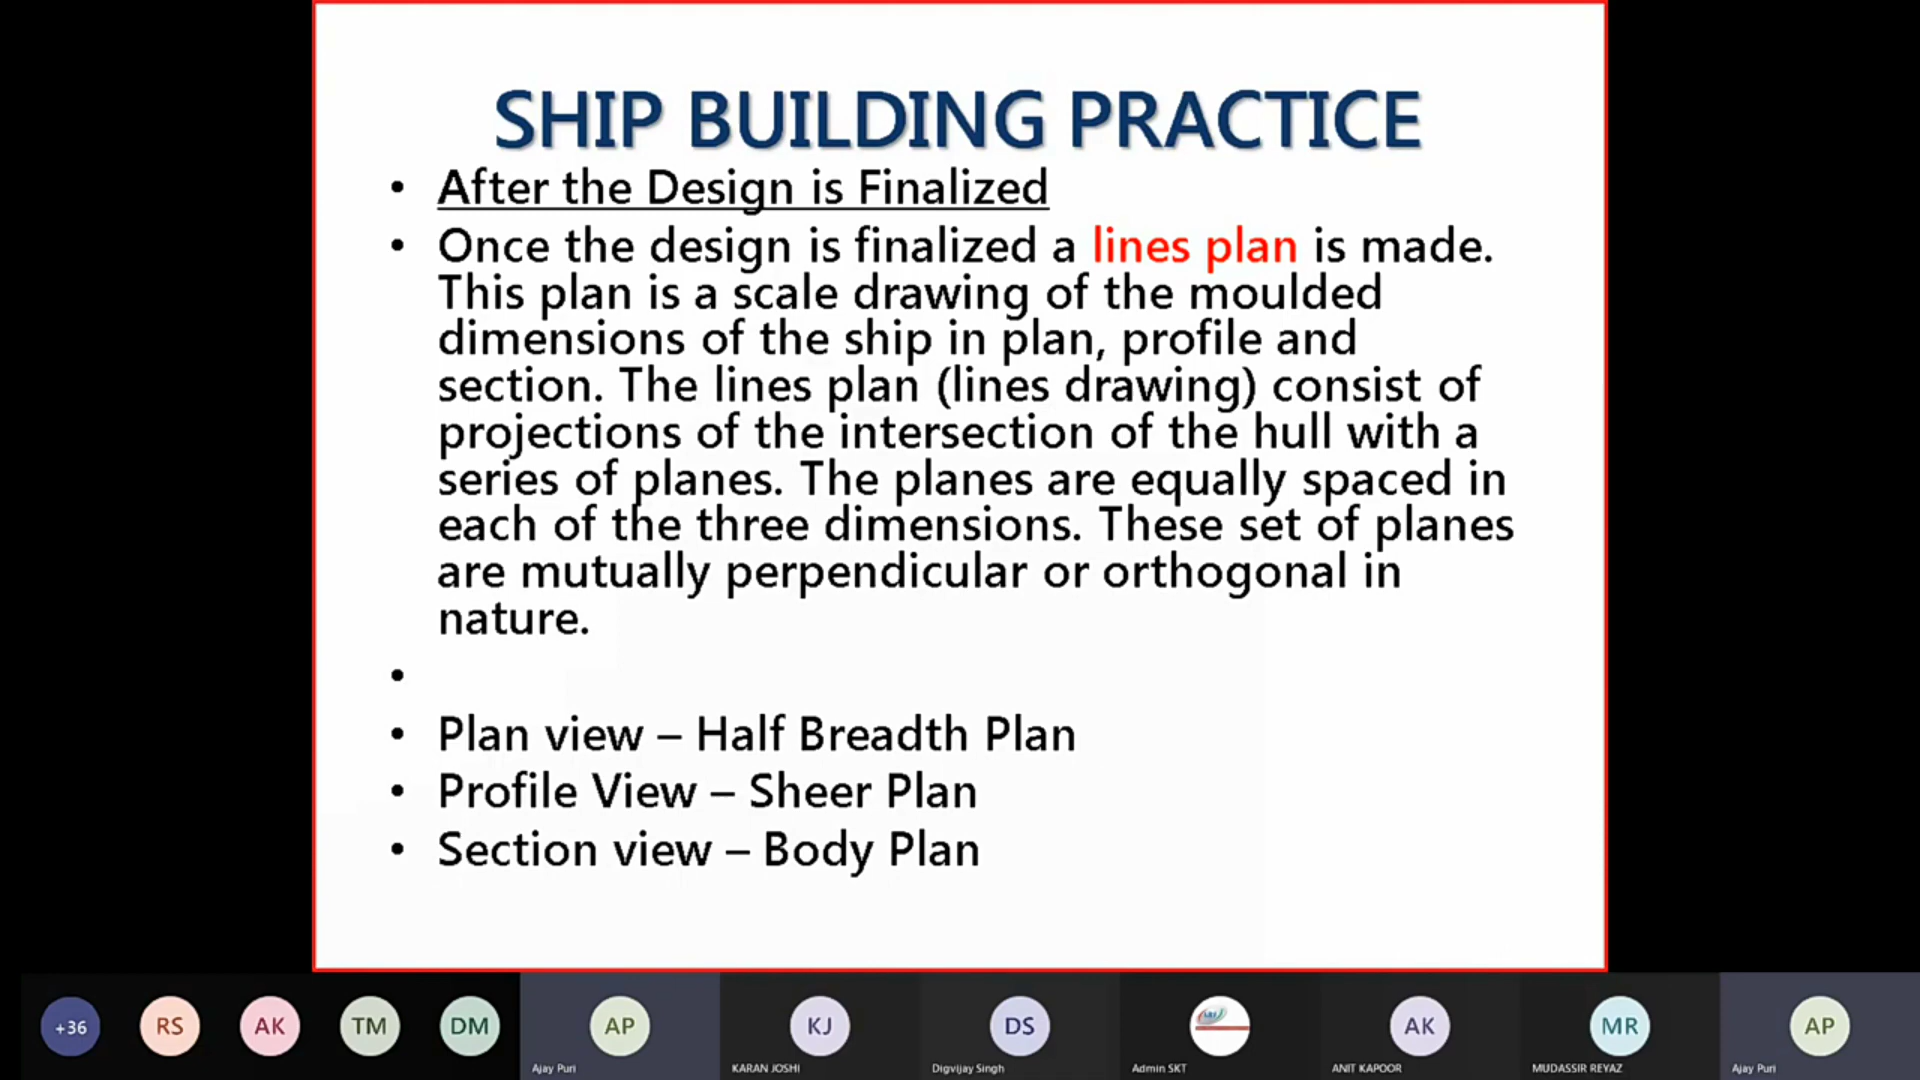 SHIP BUILDING PRACTICE
• After the Design is Finalized
• Once the design is finalized a lines plan is made.
This plan is a scale drawing of the moulded
dimensions of the ship in plan, profile and
section. The lines plan (lines drawing) consist of
projections of the intersection of the hull with a
series of planes. The planes are equally spaced in
each of the three dimensions. These set of planes
are mutually perpendicular or orthogonal in
nature.
•
• Plan view – Half Breadth Plan
• Profile View – Sheer Plan
• Section view – Body Plan
+36 RS AK TM DM AP KJ DS AK MR AP
Ajay Puri KARAN JOSHI Digvijay Singh Admin SKT ANIT KAPOOR MUDASSIR REYAZ Ajay Puri